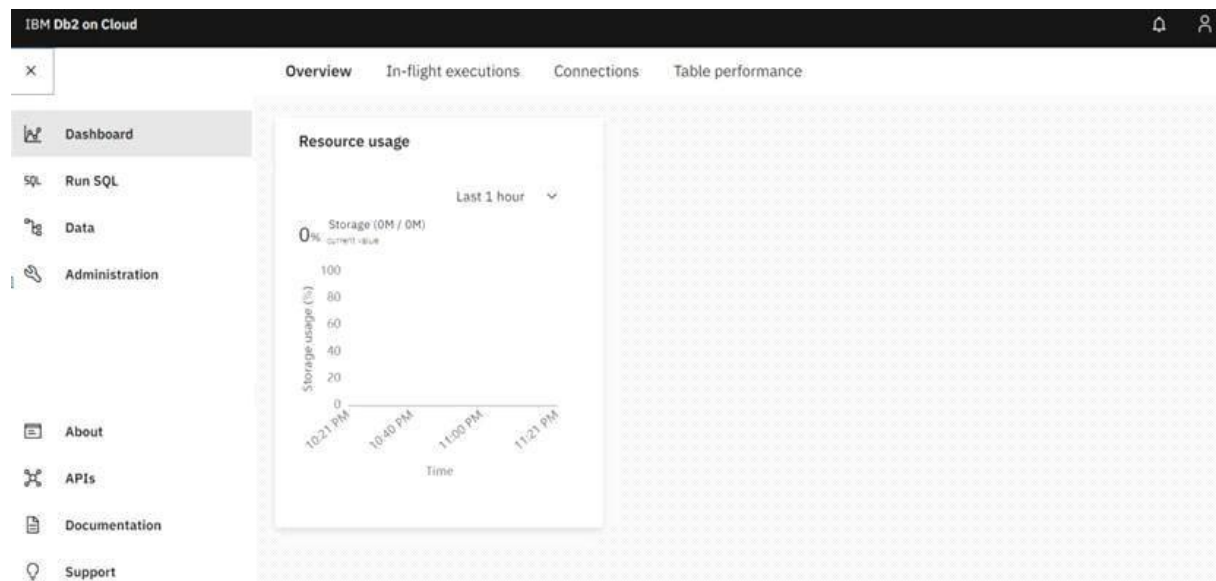 IBM Db2 on Cloud
Overview In-flight executions Connections Table performance
Dashboard
SQL Run SQL
Data
Administration
About
APIs
Documentation
Support
Resource usage
Last 1 hour
0% Storage (0M / 0M)
current value
Storage usage (%)
100
80
60
40
20
0
10:21 PM 10:40 PM 11:00 PM 11:21 PM
Time